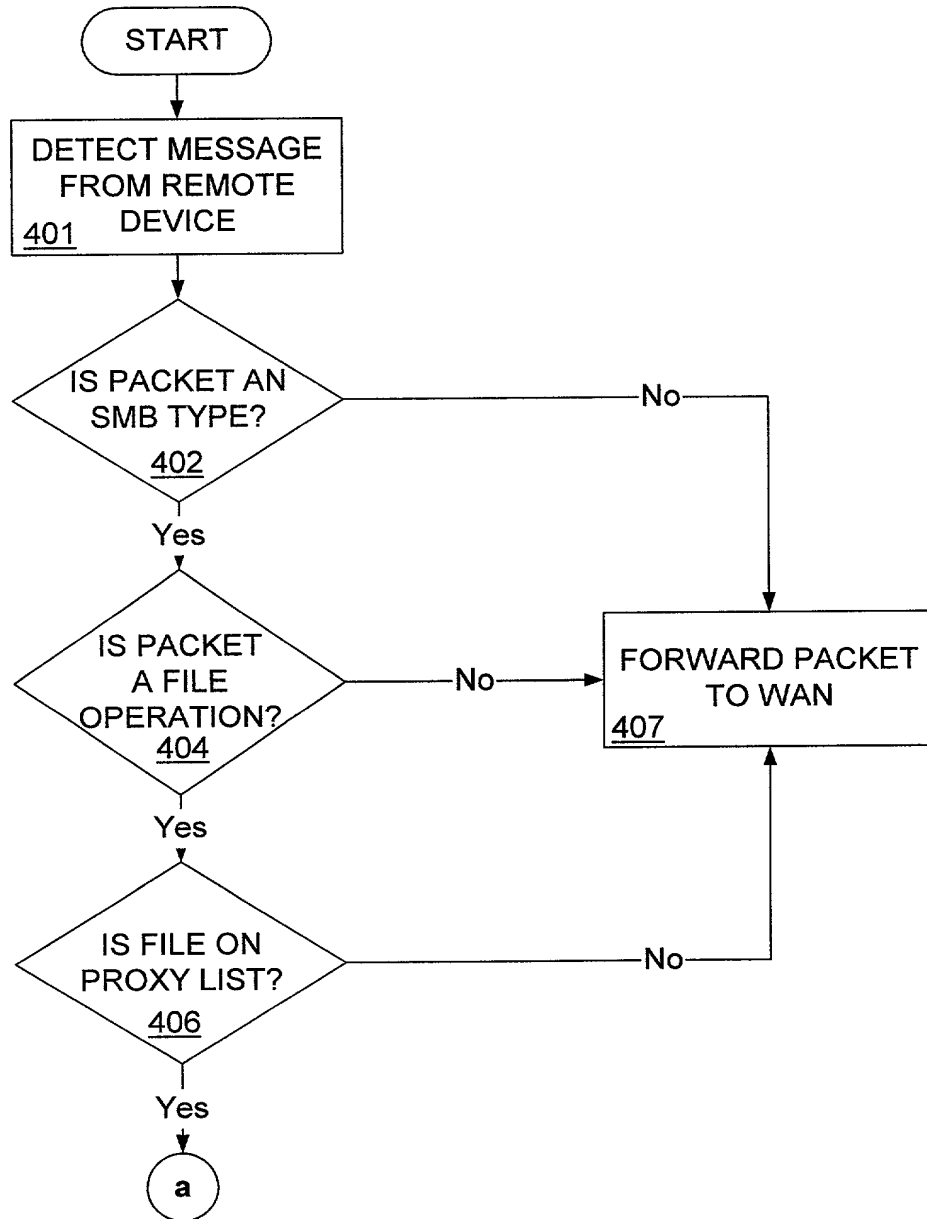 START
DETECT MESSAGE
FROM REMOTE
DEVICE
401
IS PACKET AN
SMB TYPE?
402
No
Yes
IS PACKET
A FILE
OPERATION?
404
No
FORWARD PACKET
TO WAN
407
Yes
IS FILE ON
PROXY LIST?
406
No
Yes
a